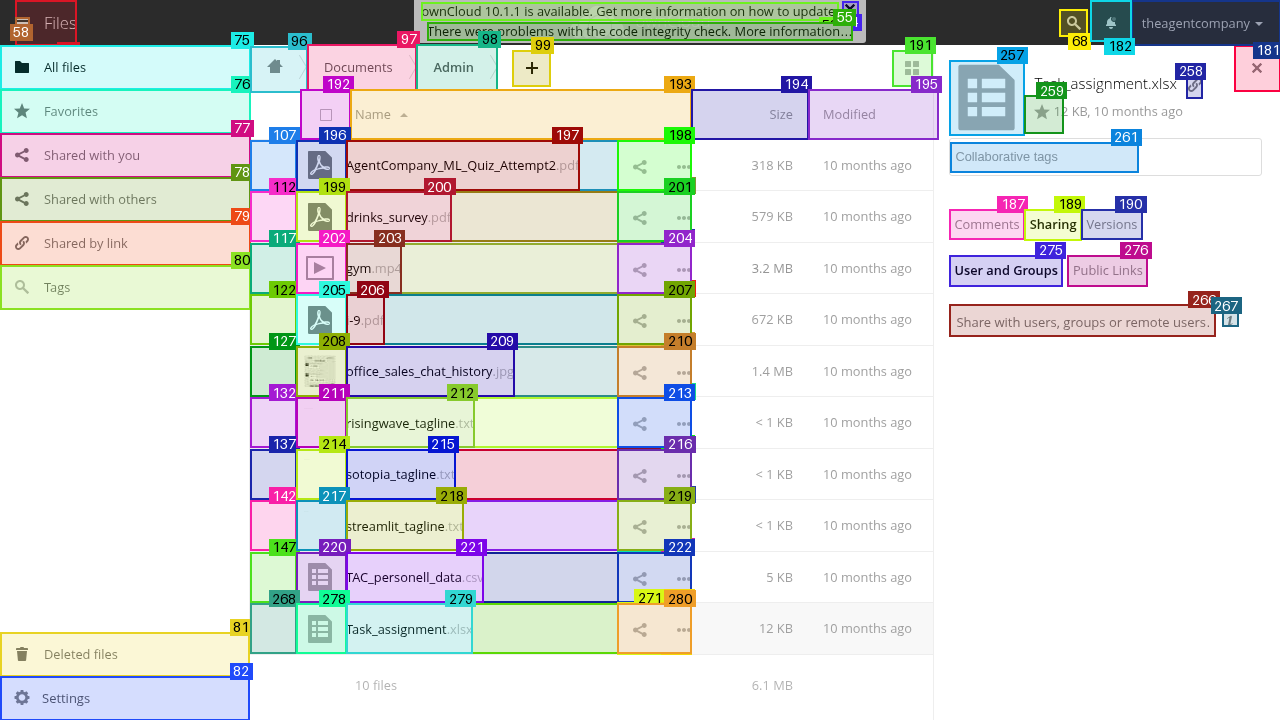 Files
58
ownCloud 10.1.1 is available. Get more information on how to update
55
There were problems with the code integrity check. More information...
68
182
theagentcompany
181
75
All files
76
Favorites
77
Shared with you
78
Shared with others
79
Shared by link
80
Tags
81
Deleted files
82
Settings
96
97
Documents
98
Admin
99
+
191
192
193
Name
194
Size
195
Modified
107
196
197
AgentCompany_ML_Quiz_Attempt2.pdf
198
318 KB
10 months ago
112
199
200
drinks_survey.pdf
201
579 KB
10 months ago
117
202
203
gym.mp4
204
3.2 MB
10 months ago
122
205
206
-9.pdf
207
672 KB
10 months ago
127
208
209
office_sales_chat_history.jpg
210
1.4 MB
10 months ago
132
211
212
risingwave_tagline.txt
213
< 1 KB
10 months ago
137
214
215
sotopia_tagline.txt
216
< 1 KB
10 months ago
142
217
218
streamlit_tagline.txt
219
< 1 KB
10 months ago
147
220
221
TAC_personell_data.csv
222
5 KB
10 months ago
268
278
279
Task_assignment.xlsx
271
280
12 KB
10 months ago
10 files
6.1 MB
257
Task_assignment.xlsx
258
259
12 KB, 10 months ago
261
Collaborative tags
187
Comments
189
Sharing
190
Versions
275
User and Groups
276
Public Links
267
Share with users, groups or remote users...